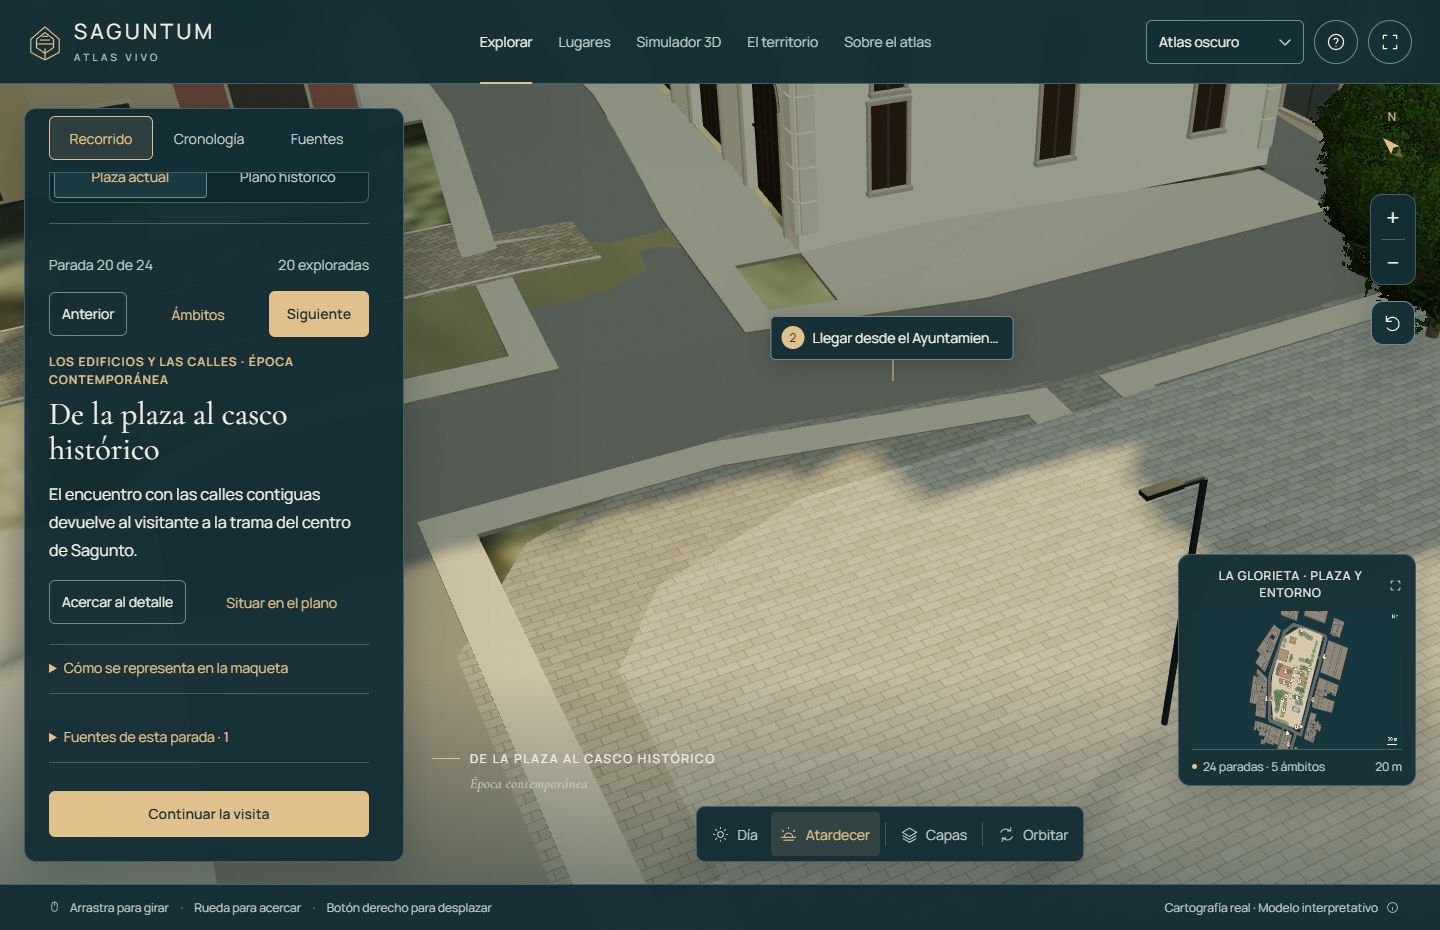 SAGUNTUM
ATLAS VIVO
Explorar
Lugares
Simulador 3D
El territorio
Sobre el atlas
Atlas oscuro
Recorrido
Cronología
Fuentes
Plaza actual
Plano histórico
Parada 20 de 24
20 exploradas
Anterior
Ámbitos
Siguiente
LOS EDIFICIOS Y LAS CALLES · ÉPOCA
CONTEMPORÁNEA
De la plaza al casco
histórico
El encuentro con las calles contiguas
devuelve al visitante a la trama del centro
de Sagunto.
Acercar al detalle
Situar en el plano
Cómo se representa en la maqueta
Fuentes de esta parada · 1
Continuar la visita
2 Llegar desde el Ayuntamien...
N
+
−
DE LA PLAZA AL CASCO HISTÓRICO
Época contemporánea
LA GLORIETA · PLAZA Y
ENTORNO
24 paradas · 5 ámbitos
20 m
Día
Atardecer
Capas
Orbitar
Arrastra para girar · Rueda para acercar · Botón derecho para desplazar
Cartografía real · Modelo interpretativo